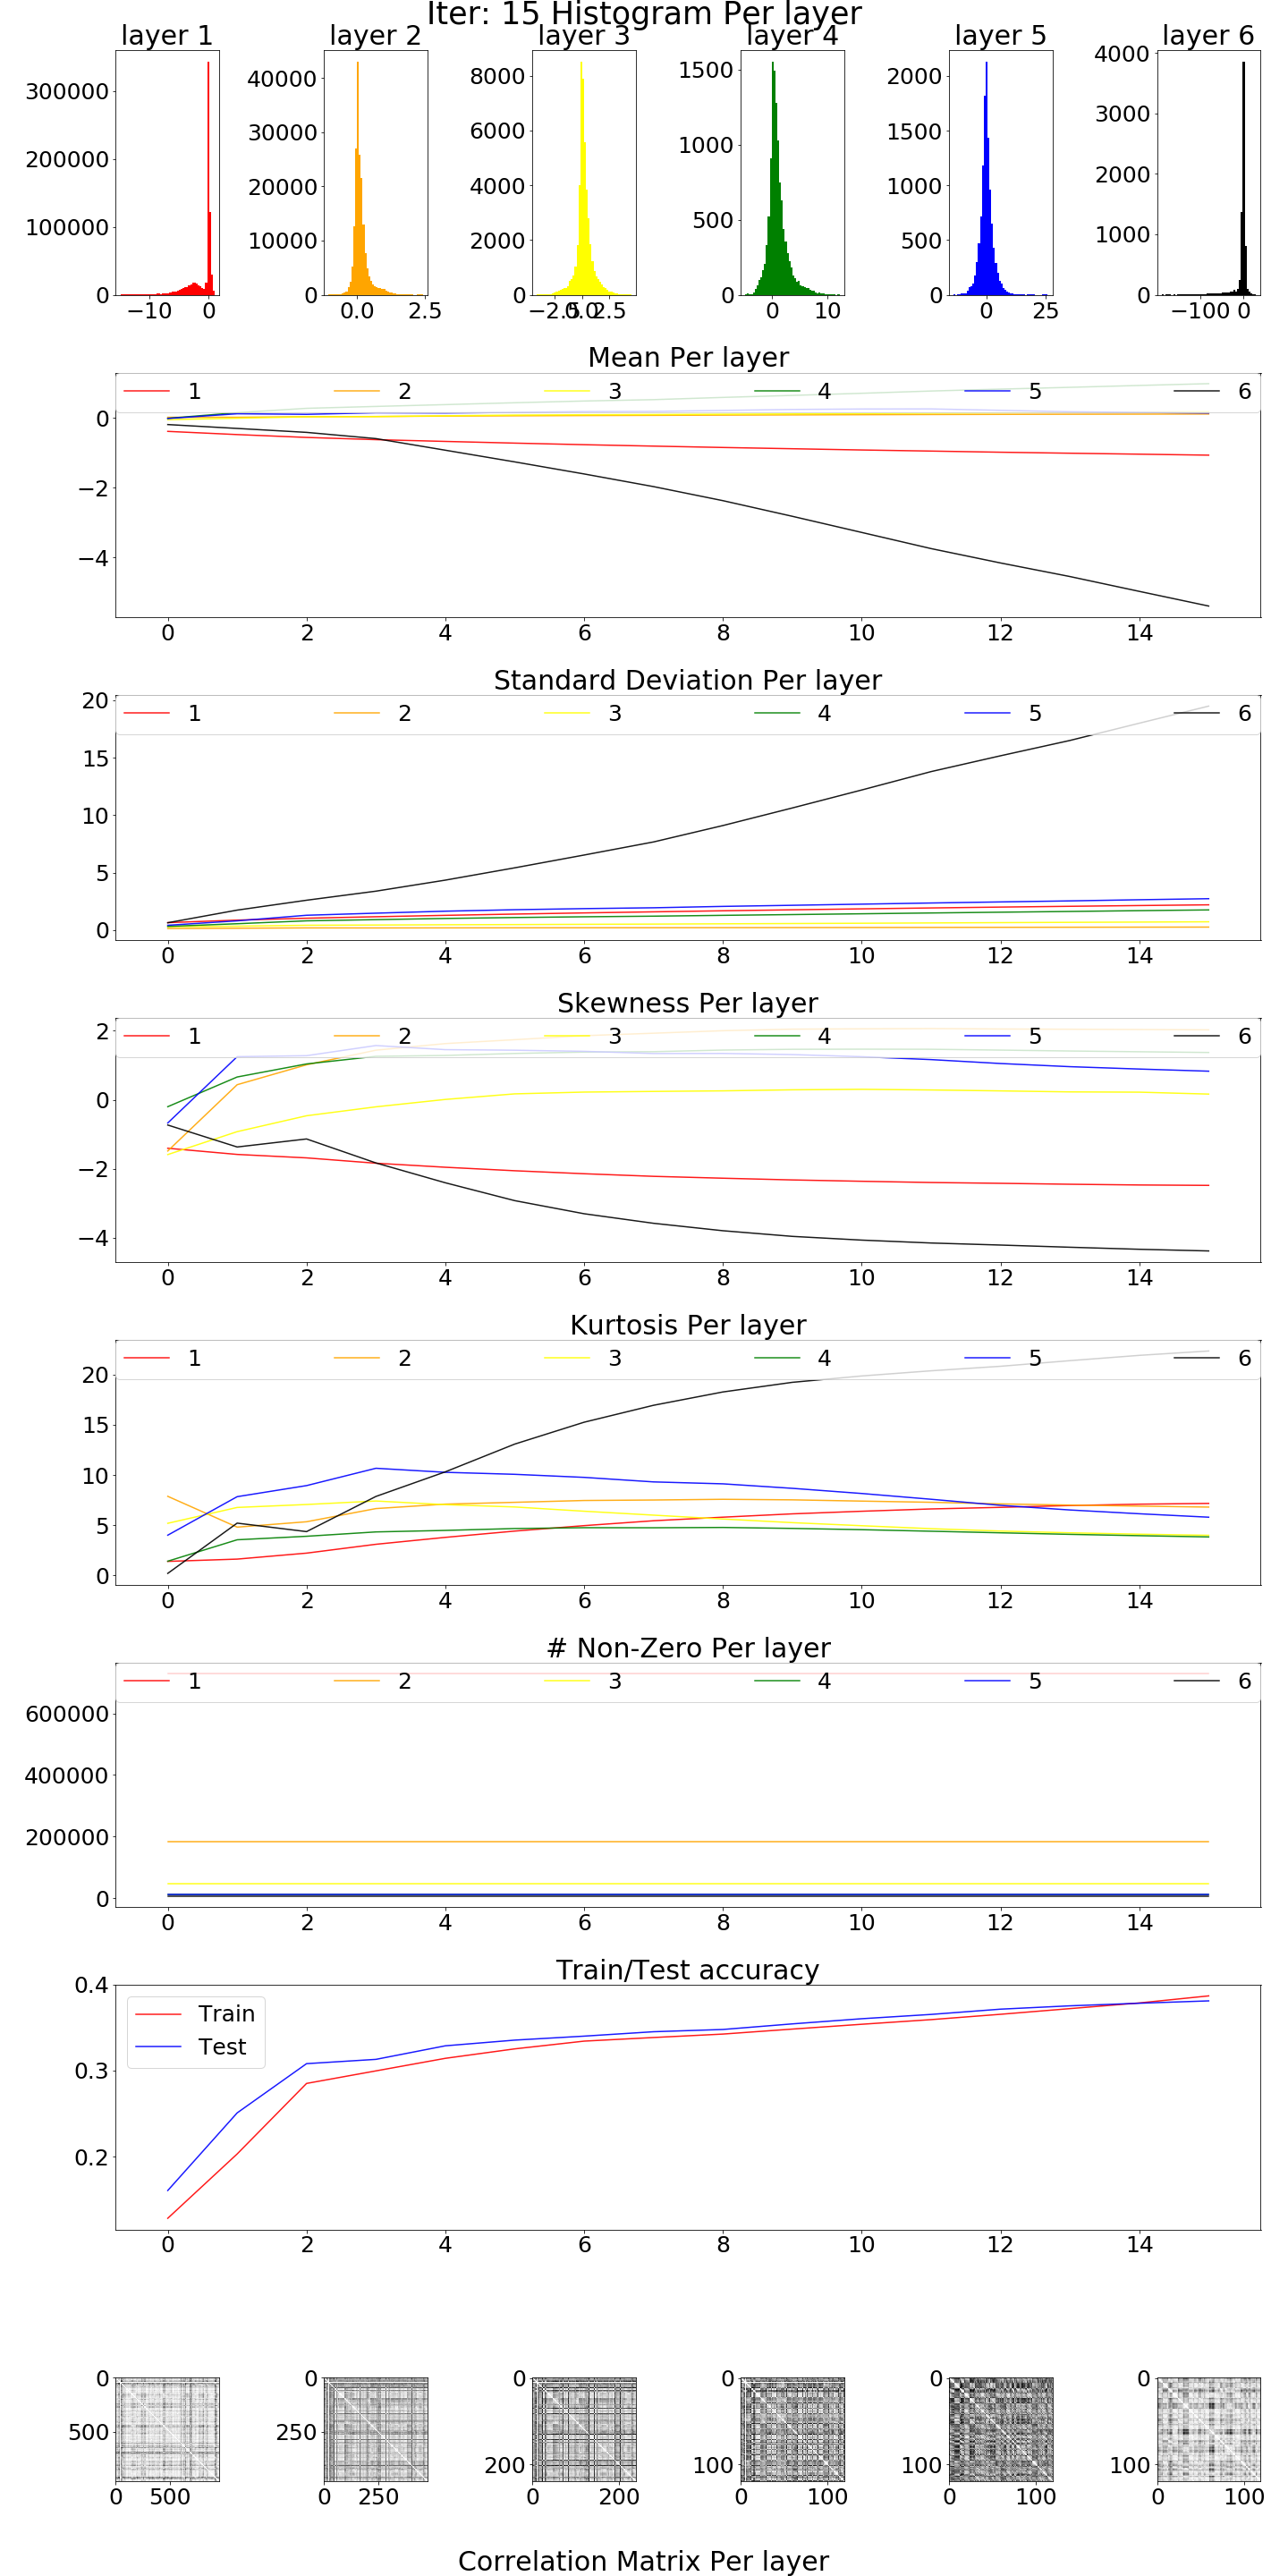 Iter: 15 Histogram Per layer
layer 1 layer 2 layer 3 layer 4 layer 5 layer 6
300000 200000 100000 0 −10 0
40000 30000 20000 10000 0 0.0 2.5
8000 6000 4000 2000 0 −2.5 0.0 2.5
1500 1000 500 0 0 10
2000 1500 1000 500 0 0 25
4000 3000 2000 1000 0 −100 0
Mean Per layer
1 2 3 4 5 6
0
−2
−4
0 2 4 6 8 10 12 14
Standard Deviation Per layer
1 2 3 4 5 6
20
15
10
5
0
0 2 4 6 8 10 12 14
Skewness Per layer
1 2 3 4 5 6
2
0
−2
−4
0 2 4 6 8 10 12 14
Kurtosis Per layer
1 2 3 4 5 6
20
15
10
5
0
0 2 4 6 8 10 12 14
# Non-Zero Per layer
1 2 3 4 5 6
600000
400000
200000
0
0 2 4 6 8 10 12 14
Train/Test accuracy
Train
Test
0.4
0.3
0.2
0 2 4 6 8 10 12 14
0 500 0 500
0 250 0 250
0 200 0 200
0 100 0 100
0 100 0 100
0 100 0 100
Correlation Matrix Per layer